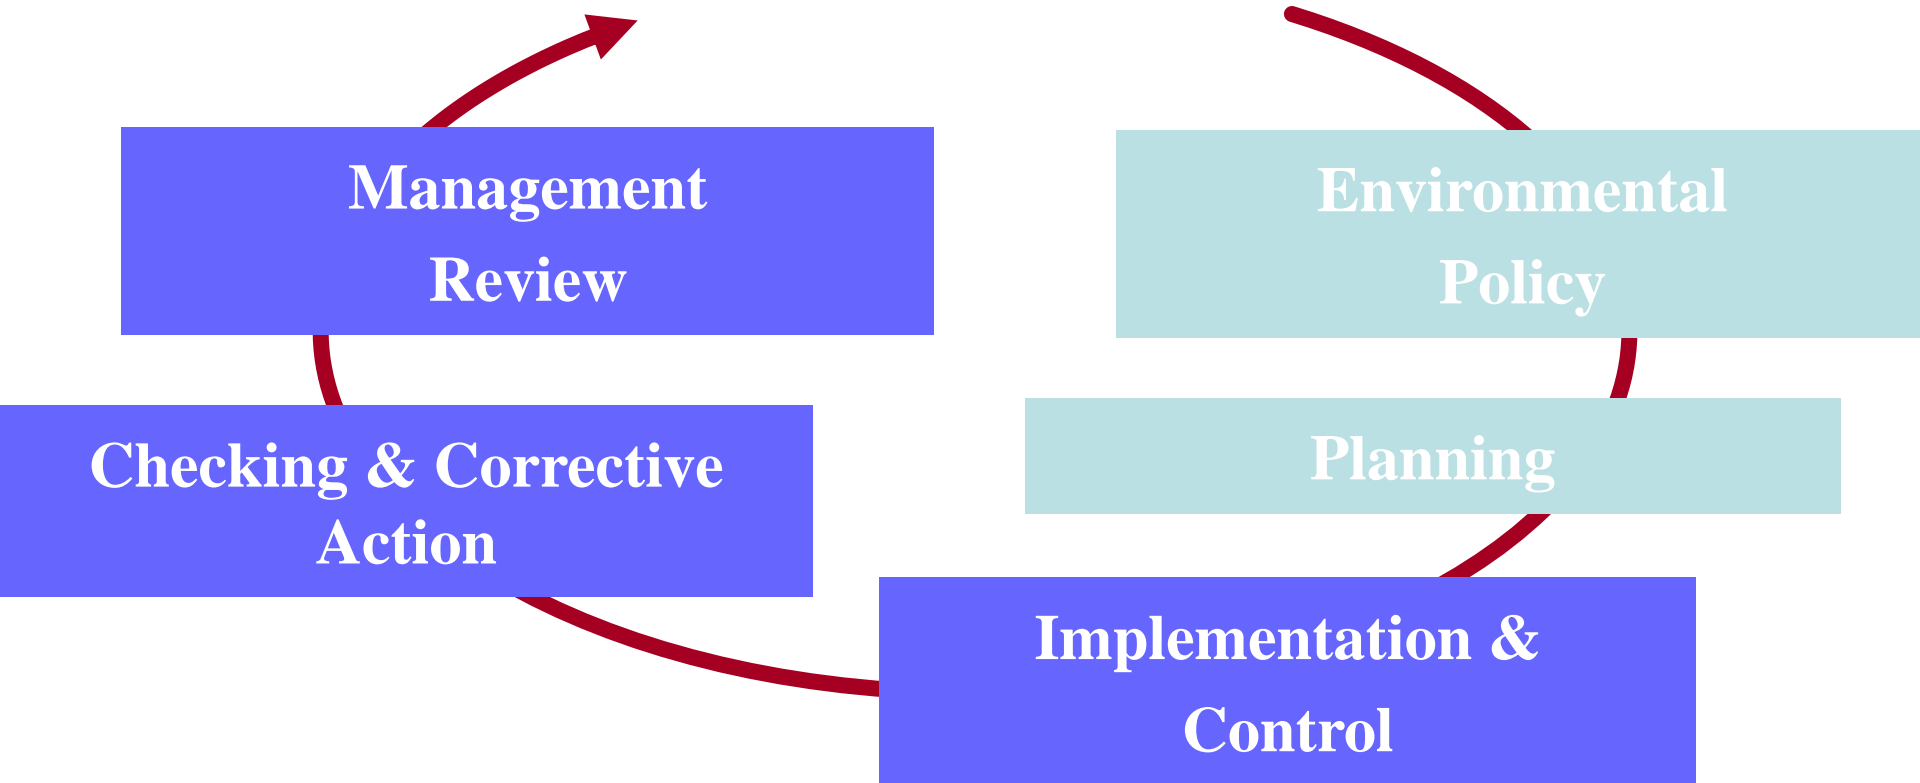 Management
Review
Environmental
Policy
Checking & Corrective
Action
Planning
Implementation &
Control